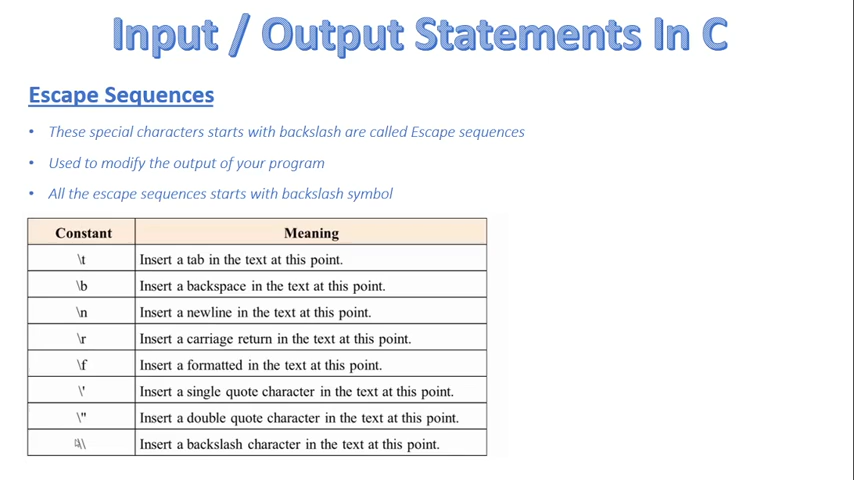 Input / Output Statements In C
Escape Sequences
• These special characters starts with backslash are called Escape sequences
• Used to modify the output of your program
• All the escape sequences starts with backslash symbol
Constant Meaning
\t Insert a tab in the text at this point.
\b Insert a backspace in the text at this point.
\n Insert a newline in the text at this point.
\r Insert a carriage return in the text at this point.
\f Insert a formatted in the text at this point.
\' Insert a single quote character in the text at this point.
\" Insert a double quote character in the text at this point.
\\ Insert a backslash character in the text at this point.